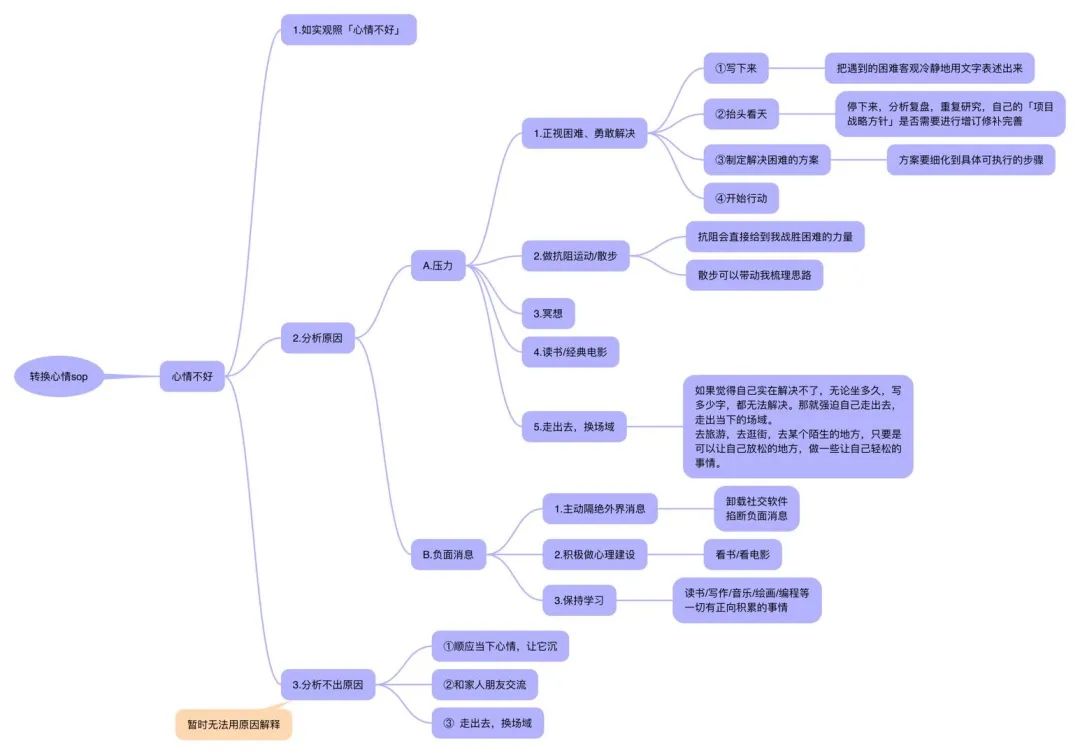 转换心情sop
心情不好
1.如实观照「心情不好」
2.分析原因
A.压力
1.正视困难、勇敢解决
①写下来
把遇到的困难客观冷静地用文字表述出来
②抬头看天
停下来，分析复盘，重复研究，自己的「项目
战略方针」是否需要进行增订修补完善
③制定解决困难的方案
方案要细化到具体可执行的步骤
④开始行动
2.做抗阻运动/散步
抗阻会直接给到我战胜困难的力量
散步可以带动我梳理思路
3.冥想
4.读书/经典电影
5.走出去，换场域
如果觉得自己实在解决不了，无论坐多久，写
多少字，都无法解决。那就强迫自己走出去，
走出当下的场域。
去旅游，去逛街，去某个陌生的地方，只要是
可以让自己放松的地方，做一些让自己轻松的
事情。
B.负面消息
1.主动隔绝外界消息
卸载社交软件
掐断负面消息
2.积极做心理建设
看书/看电影
3.保持学习
读书/写作/音乐/绘画/编程等
一切有正向积累的事情
3.分析不出原因
暂时无法用原因解释
①顺应当下心情，让它沉
②和家人朋友交流
③ 走出去，换场域